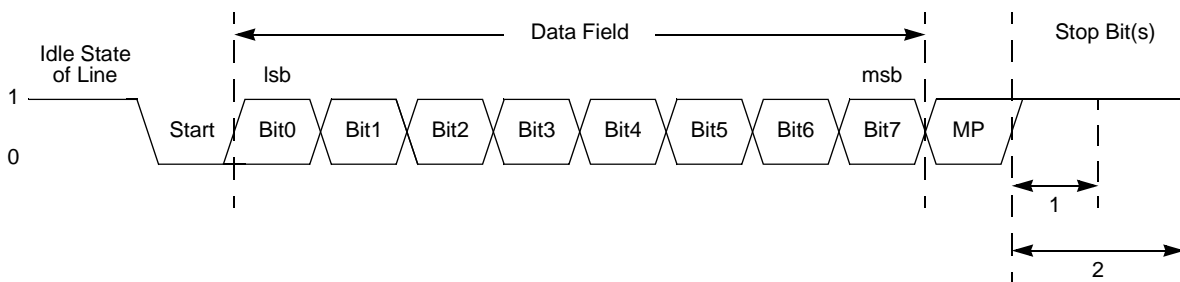 Data Field
Stop Bit(s)
Idle State
of Line
lsb
msb
1
Start
Bit0
Bit1
Bit2
Bit3
Bit4
Bit5
Bit6
Bit7
MP
0
1
2